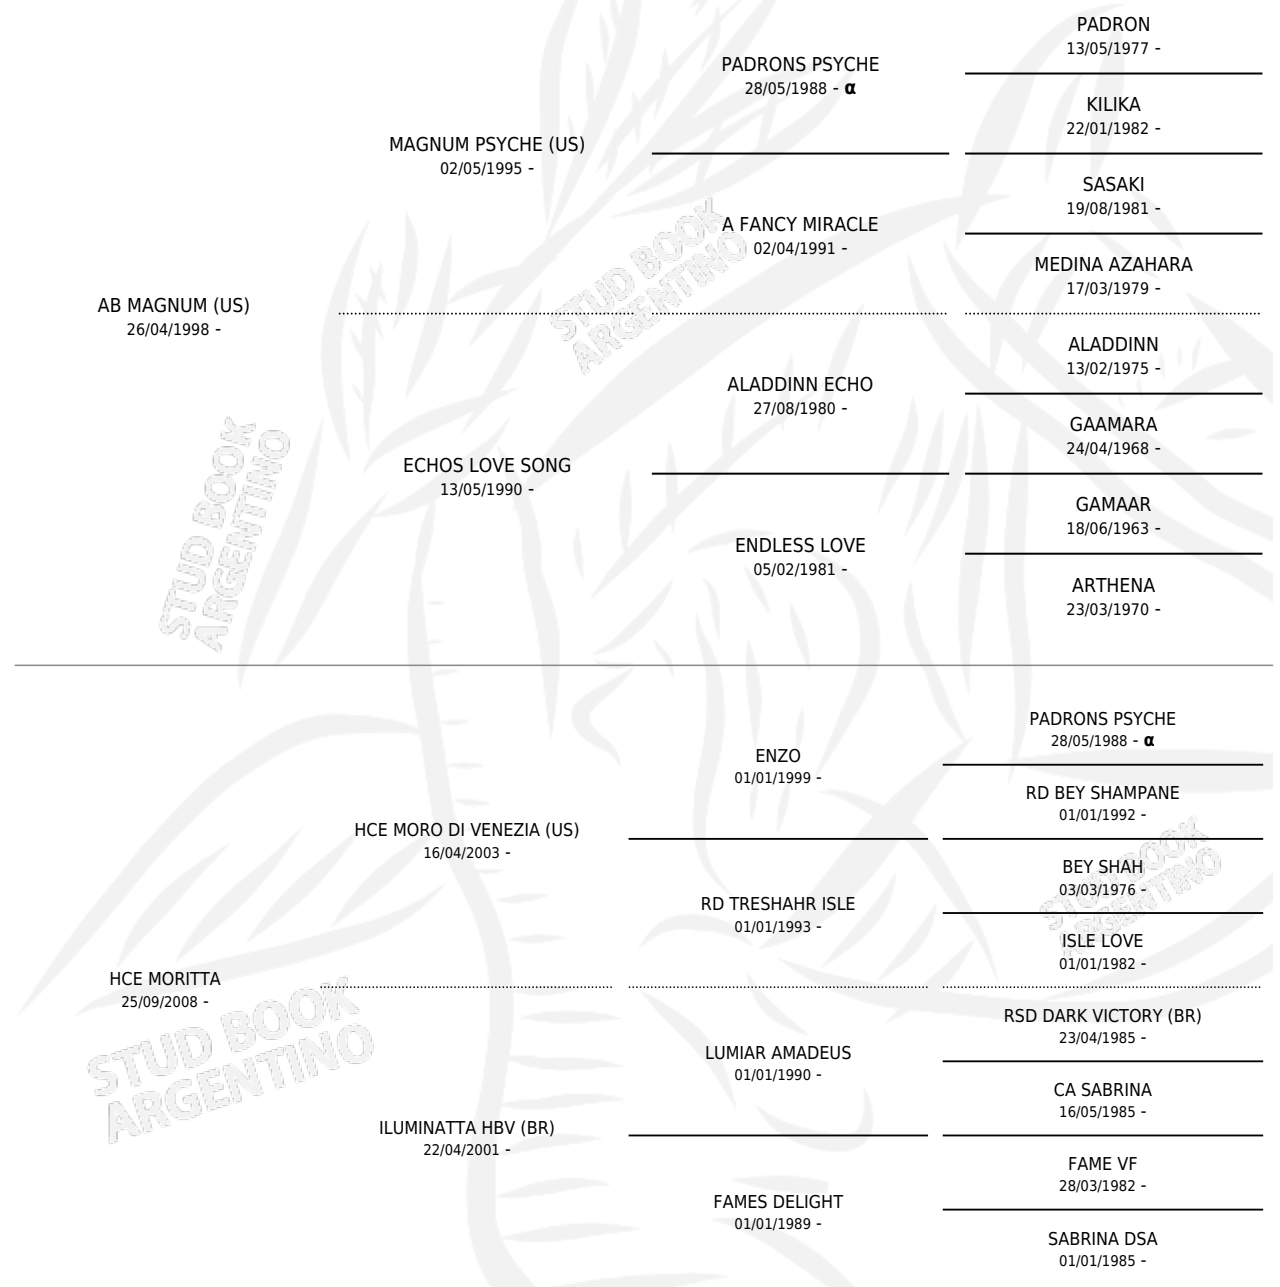 PADRON
13/05/1977 -
PADRONS PSYCHE
28/05/1988 - α
KILIKA
22/01/1982 -
MAGNUM PSYCHE (US)
02/05/1995 -
SASAKI
19/08/1981 -
A FANCY MIRACLE
02/04/1991 -
MEDINA AZAHARA
17/03/1979 -
AB MAGNUM (US)
26/04/1998 -
ALADDINN
13/02/1975 -
ALADDINN ECHO
27/08/1980 -
GAAMARA
24/04/1968 -
ECHOS LOVE SONG
13/05/1990 -
GAMAAR
18/06/1963 -
ENDLESS LOVE
05/02/1981 -
ARTHENA
23/03/1970 -
STUD BOOK
ARGENTINO
STUD BOOK
ARGENTINO
PADRONS PSYCHE
28/05/1988 - α
ENZO
01/01/1999 -
RD BEY SHAMPANE
01/01/1992 -
HCE MORO DI VENEZIA (US)
16/04/2003 -
BEY SHAH
03/03/1976 -
RD TRESHAHR ISLE
01/01/1993 -
ISLE LOVE
01/01/1982 -
HCE MORITTA
25/09/2008 -
RSD DARK VICTORY (BR)
23/04/1985 -
LUMIAR AMADEUS
01/01/1990 -
CA SABRINA
16/05/1985 -
ILUMINATTA HBV (BR)
22/04/2001 -
FAME VF
28/03/1982 -
FAMES DELIGHT
01/01/1989 -
SABRINA DSA
01/01/1985 -
STUD BOOK
ARGENTINO
STUD BOOK
ARGENTINO